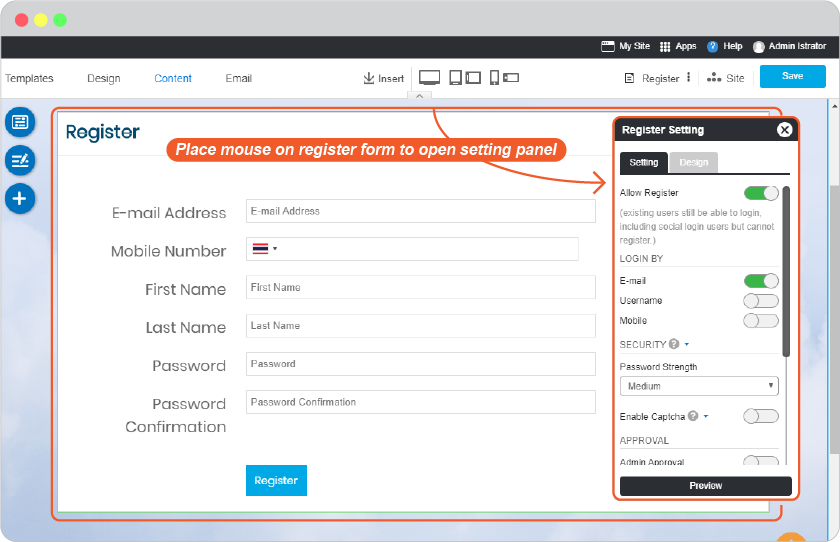 My Site Apps ? Help Admin Istrator
Templates Design Content Email Insert Register Site Save
Register
Place mouse on register form to open setting panel
E-mail Address E-mail Address
Mobile Number
First Name First Name
Last Name Last Name
Password Password
Password Password Confirmation
Confirmation
Register
Register Setting
Setting Design
Allow Register
(existing users still be able to login,
including social login users but cannot
register.)
LOGIN BY
E-mail
Username
Mobile
SECURITY ?
Password Strength
Medium
Enable Captcha ?
APPROVAL
Admin Approval
Preview